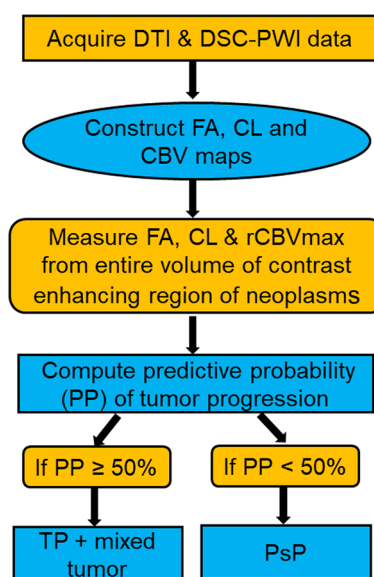 Acquire DTI & DSC-PWI data
Construct FA, CL and
CBV maps
Measure FA, CL & rCBVmax
from entire volume of contrast
enhancing region of neoplasms
Compute predictive probability
(PP) of tumor progression
If PP ≥ 50%
If PP < 50%
TP + mixed
tumor
PsP